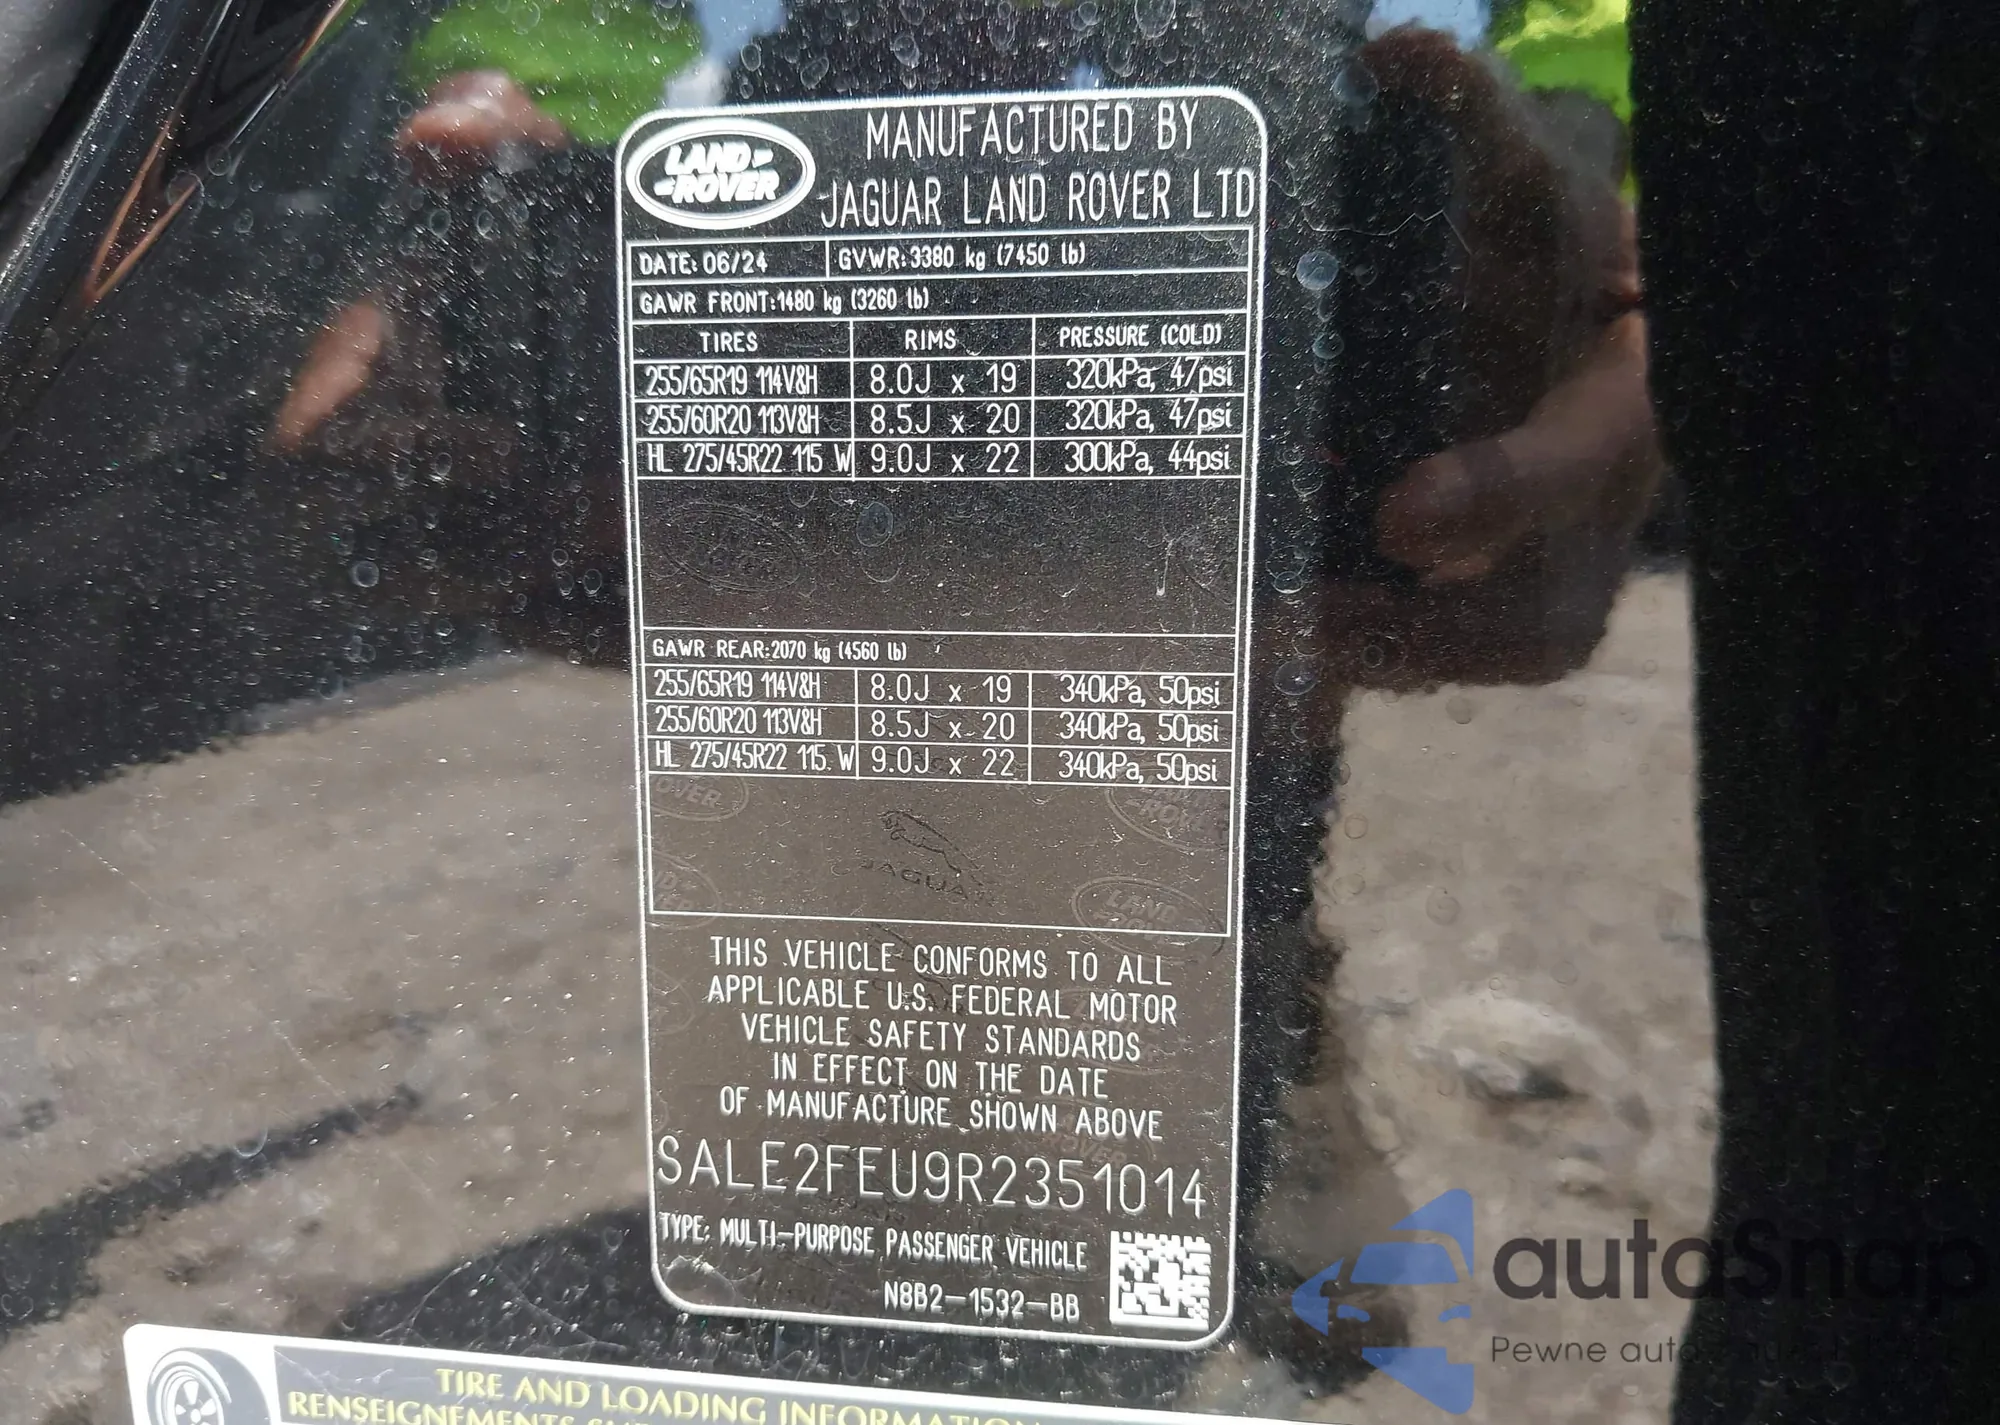 LAND
ROVER
MANUFACTURED BY
JAGUAR LAND ROVER LTD
DATE: 06/24 GVWR:3380 kg (7450 lb)
GAWR FRONT:1480 kg (3260 lb)
TIRES RIMS PRESSURE (COLD)
255/65R19 114V&H 8.0J x 19 320kPa, 47psi
255/60R20 113V&H 8.5J x 20 320kPa, 47psi
HL 275/45R22 115 W 9.0J x 22 300kPa, 44psi
GAWR REAR:2070 kg (4560 lb)
255/65R19 114V&H 8.0J x 19 340kPa, 50psi
255/60R20 113V&H 8.5J x 20 340kPa, 50psi
HL 275/45R22 115 W 9.0J x 22 340kPa, 50psi
JAGUAR
LAND
ROVER
THIS VEHICLE CONFORMS TO ALL
APPLICABLE U.S. FEDERAL MOTOR
VEHICLE SAFETY STANDARDS
IN EFFECT ON THE DATE
OF MANUFACTURE SHOWN ABOVE
SALE2FEU9R2351014
TYPE: MULTI-PURPOSE PASSENGER VEHICLE
N8B2-1532-BB
TIRE AND LOADING INFORMATION
RENSEIGNEMENTS
autoSnap
Pewne auto